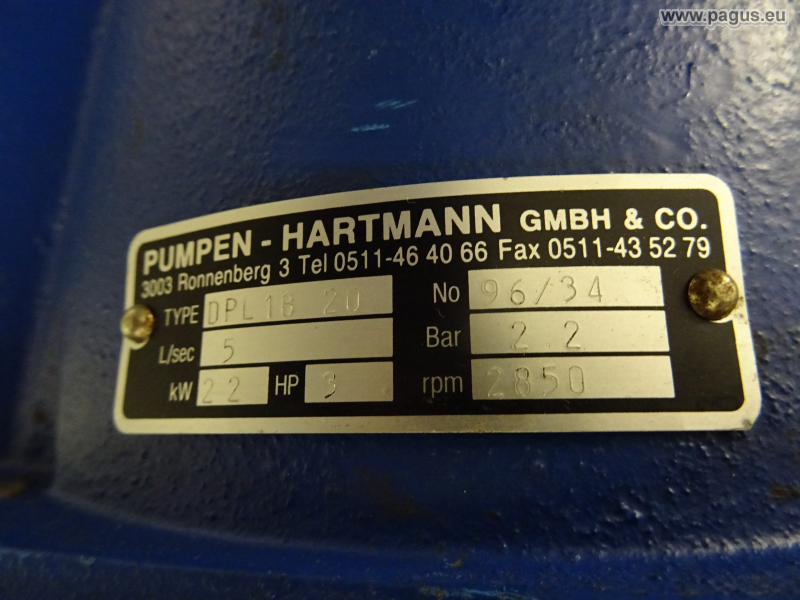 www.pagus.eu
PUMPEN - HARTMANN GMBH & CO.
3003 Ronnenberg 3 Tel 0511-46 40 66 Fax 0511-43 52 79
TYPE DPL1B 20 No 96/34
L/sec 5 Bar 2 2
kW 2 2 HP 3 rpm 2850